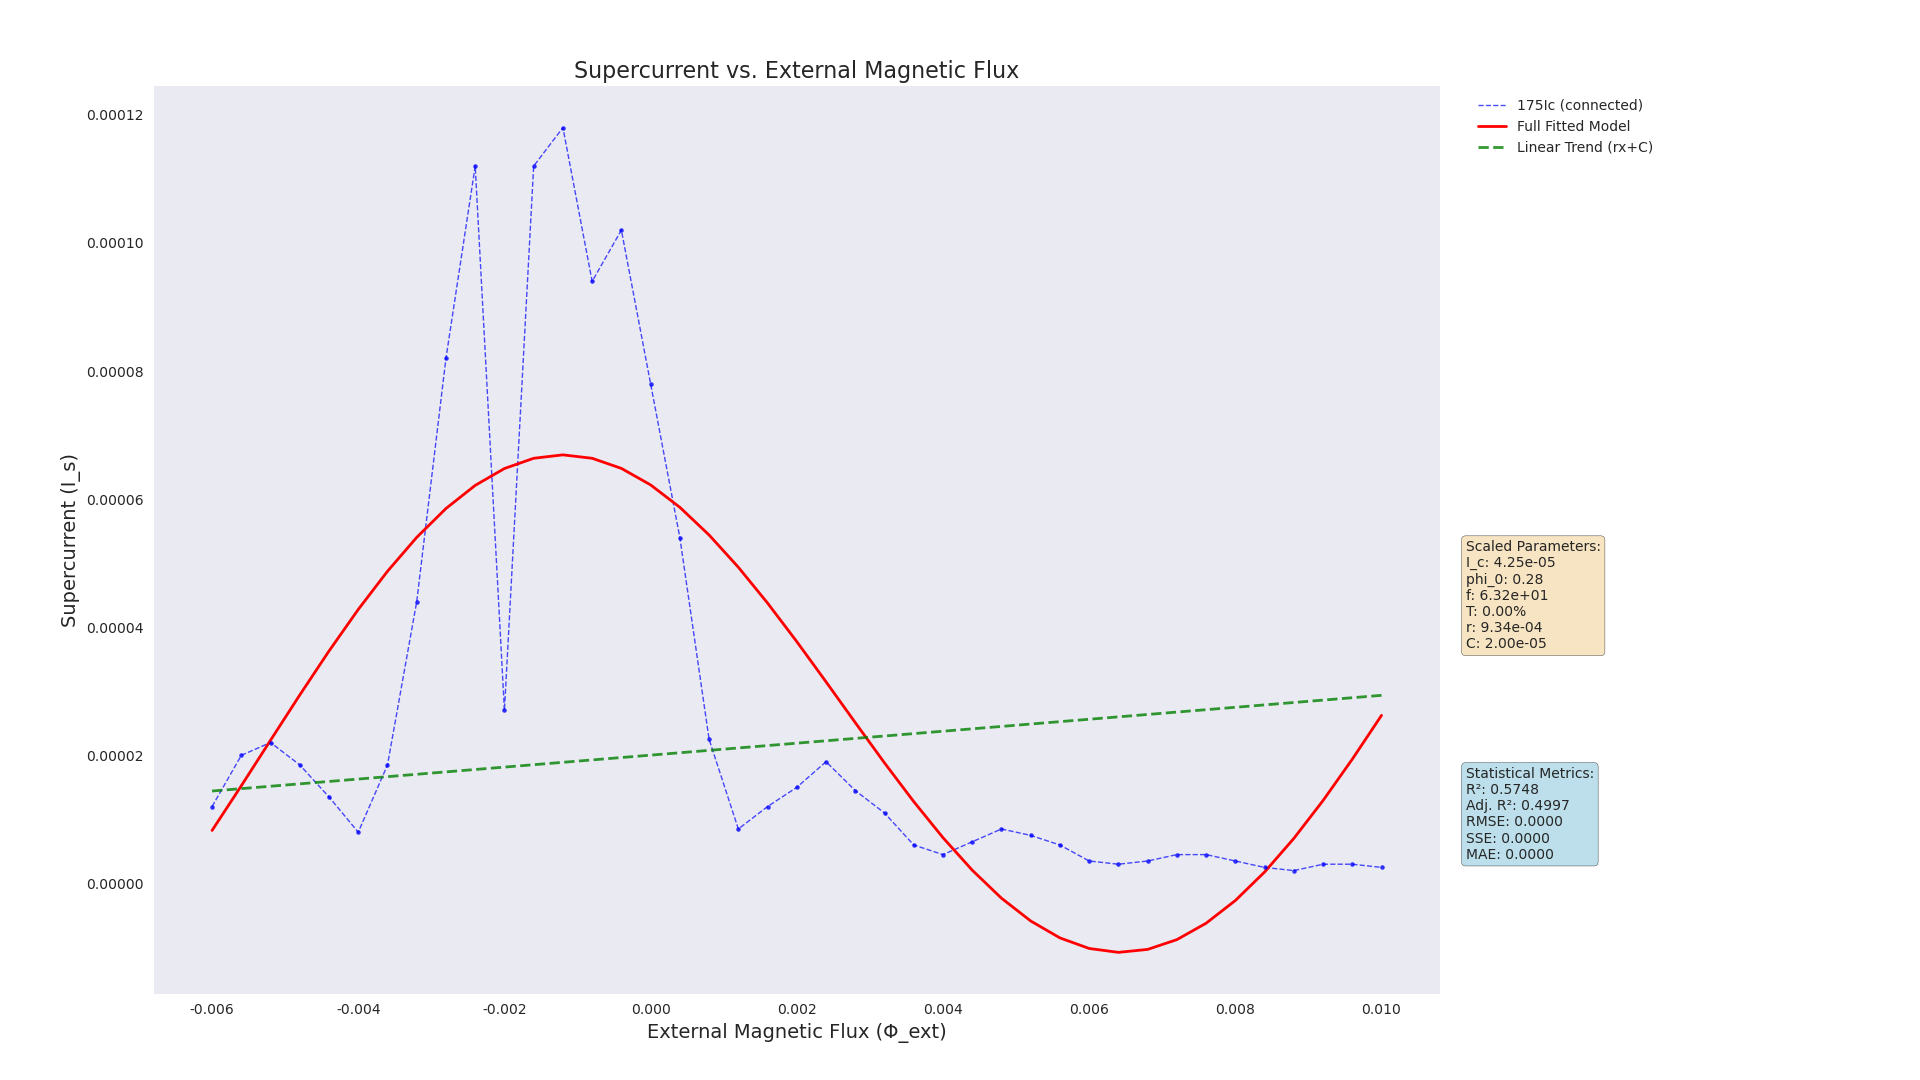 Supercurrent vs. External Magnetic Flux
0.00012
0.00010
0.00008
0.00006
0.00004
0.00002
0.00000
Supercurrent (I_s)
-0.006
-0.004
-0.002
0.000
0.002
0.004
0.006
0.008
0.010
External Magnetic Flux (Φ_ext)
175Ic (connected)
Full Fitted Model
Linear Trend (rx+C)
Scaled Parameters:
I_c: 4.25e-05
phi_0: 0.28
f: 6.32e+01
T: 0.00%
r: 9.34e-04
C: 2.00e-05
Statistical Metrics:
R²: 0.5748
Adj. R²: 0.4997
RMSE: 0.0000
SSE: 0.0000
MAE: 0.0000